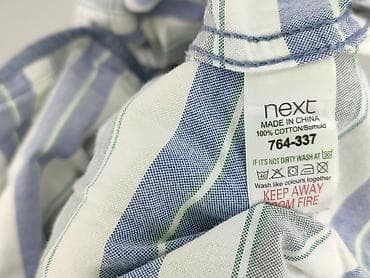 next
MADE IN CHINA
100% COTTON/Bomuld
764-337
IF IT'S NOT DIRTY WASH AT 30°
Wash like colours together
KEEP AWAY
FROM FIRE